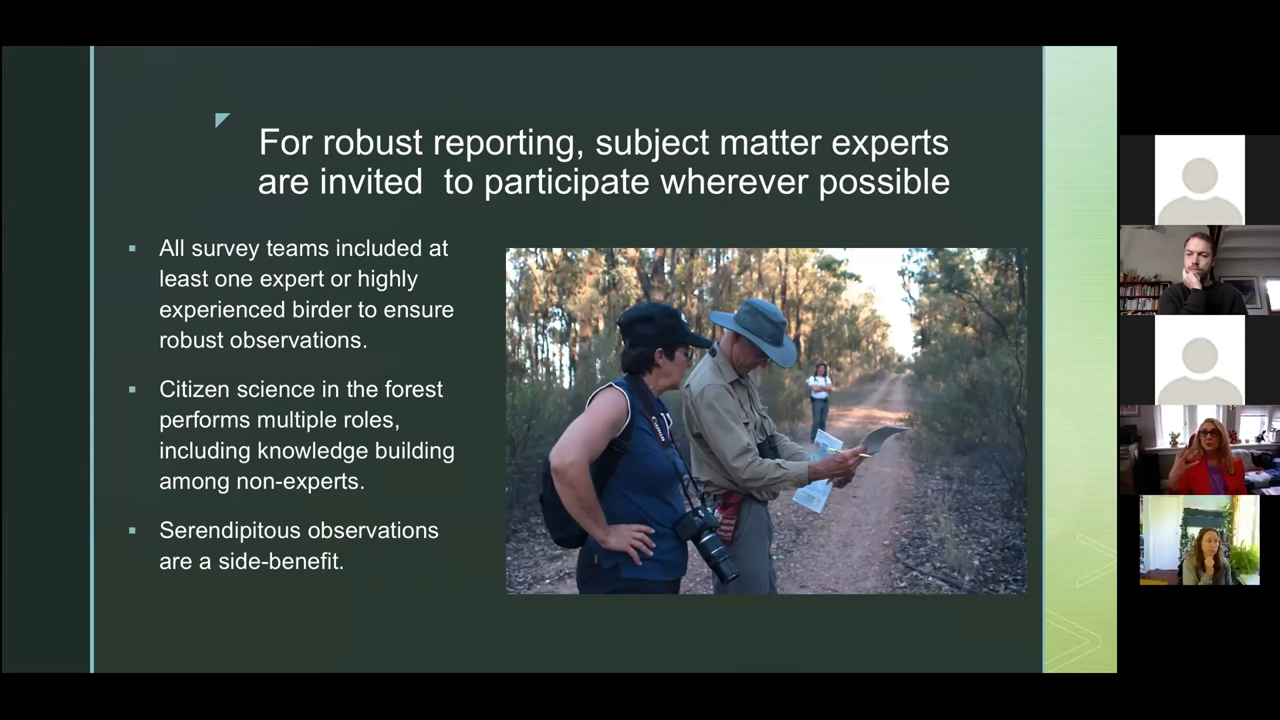 For robust reporting, subject matter experts
are invited  to participate wherever possible
▪ All survey teams included at
least one expert or highly
experienced birder to ensure
robust observations.
▪ Citizen science in the forest
performs multiple roles,
including knowledge building
among non-experts.
▪ Serendipitous observations
are a side-benefit.
Canon